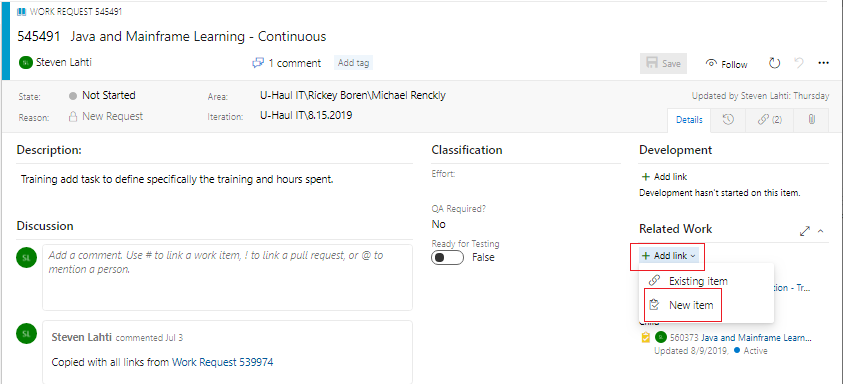 WORK REQUEST 545491
545491 Java and Mainframe Learning - Continuous
SL Steven Lahti 1 comment Add tag Save Follow
State: Not Started Area: U-Haul IT\Rickey Boren\Michael Renckly Updated by Steven Lahti: Thursday
Reason: New Request Iteration: U-Haul IT\8.15.2019 Details (2)
Description: Classification Development
Training add task to define specifically the training and hours spent. Effort: + Add link
Development hasn't started on this item.
QA Required?
Discussion No Related Work
SL Add a comment. Use # to link a work item, ! to link a pull request, or @ to Ready for Testing + Add link
mention a person. False
Existing item
tion - Tr...
New item
Child
SL Steven Lahti commented Jul 3 560373 Java and Mainframe Learn...
Updated 8/9/2019, Active
Copied with all links from Work Request 539974